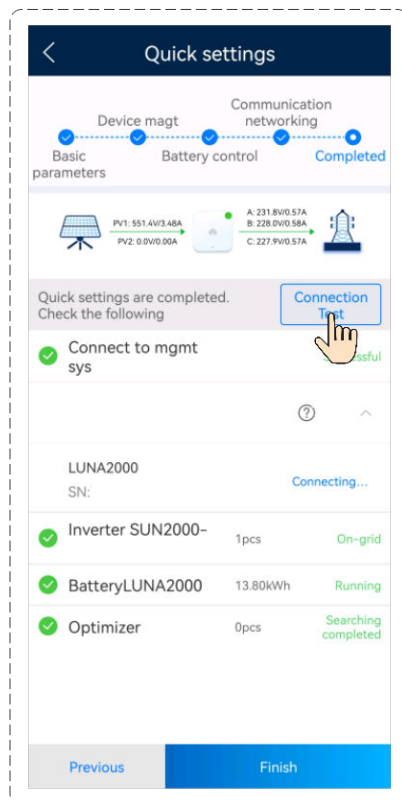 Quick settings
Communication
Device magt networking
Basic Battery control Completed
parameters
PV1: 551.4V/3.48A
PV2: 0.0V/0.00A
A: 231.8V/0.57A
B: 228.0V/0.58A
C: 227.9V/0.57A
Quick settings are completed.
Check the following
Connection
Test
Connect to mgmt
sys
LUNA2000
SN:
Connecting...
Inverter SUN2000- 1pcs On-grid
BatteryLUNA2000 13.80kWh Running
Optimizer 0pcs Searching
completed
Previous Finish